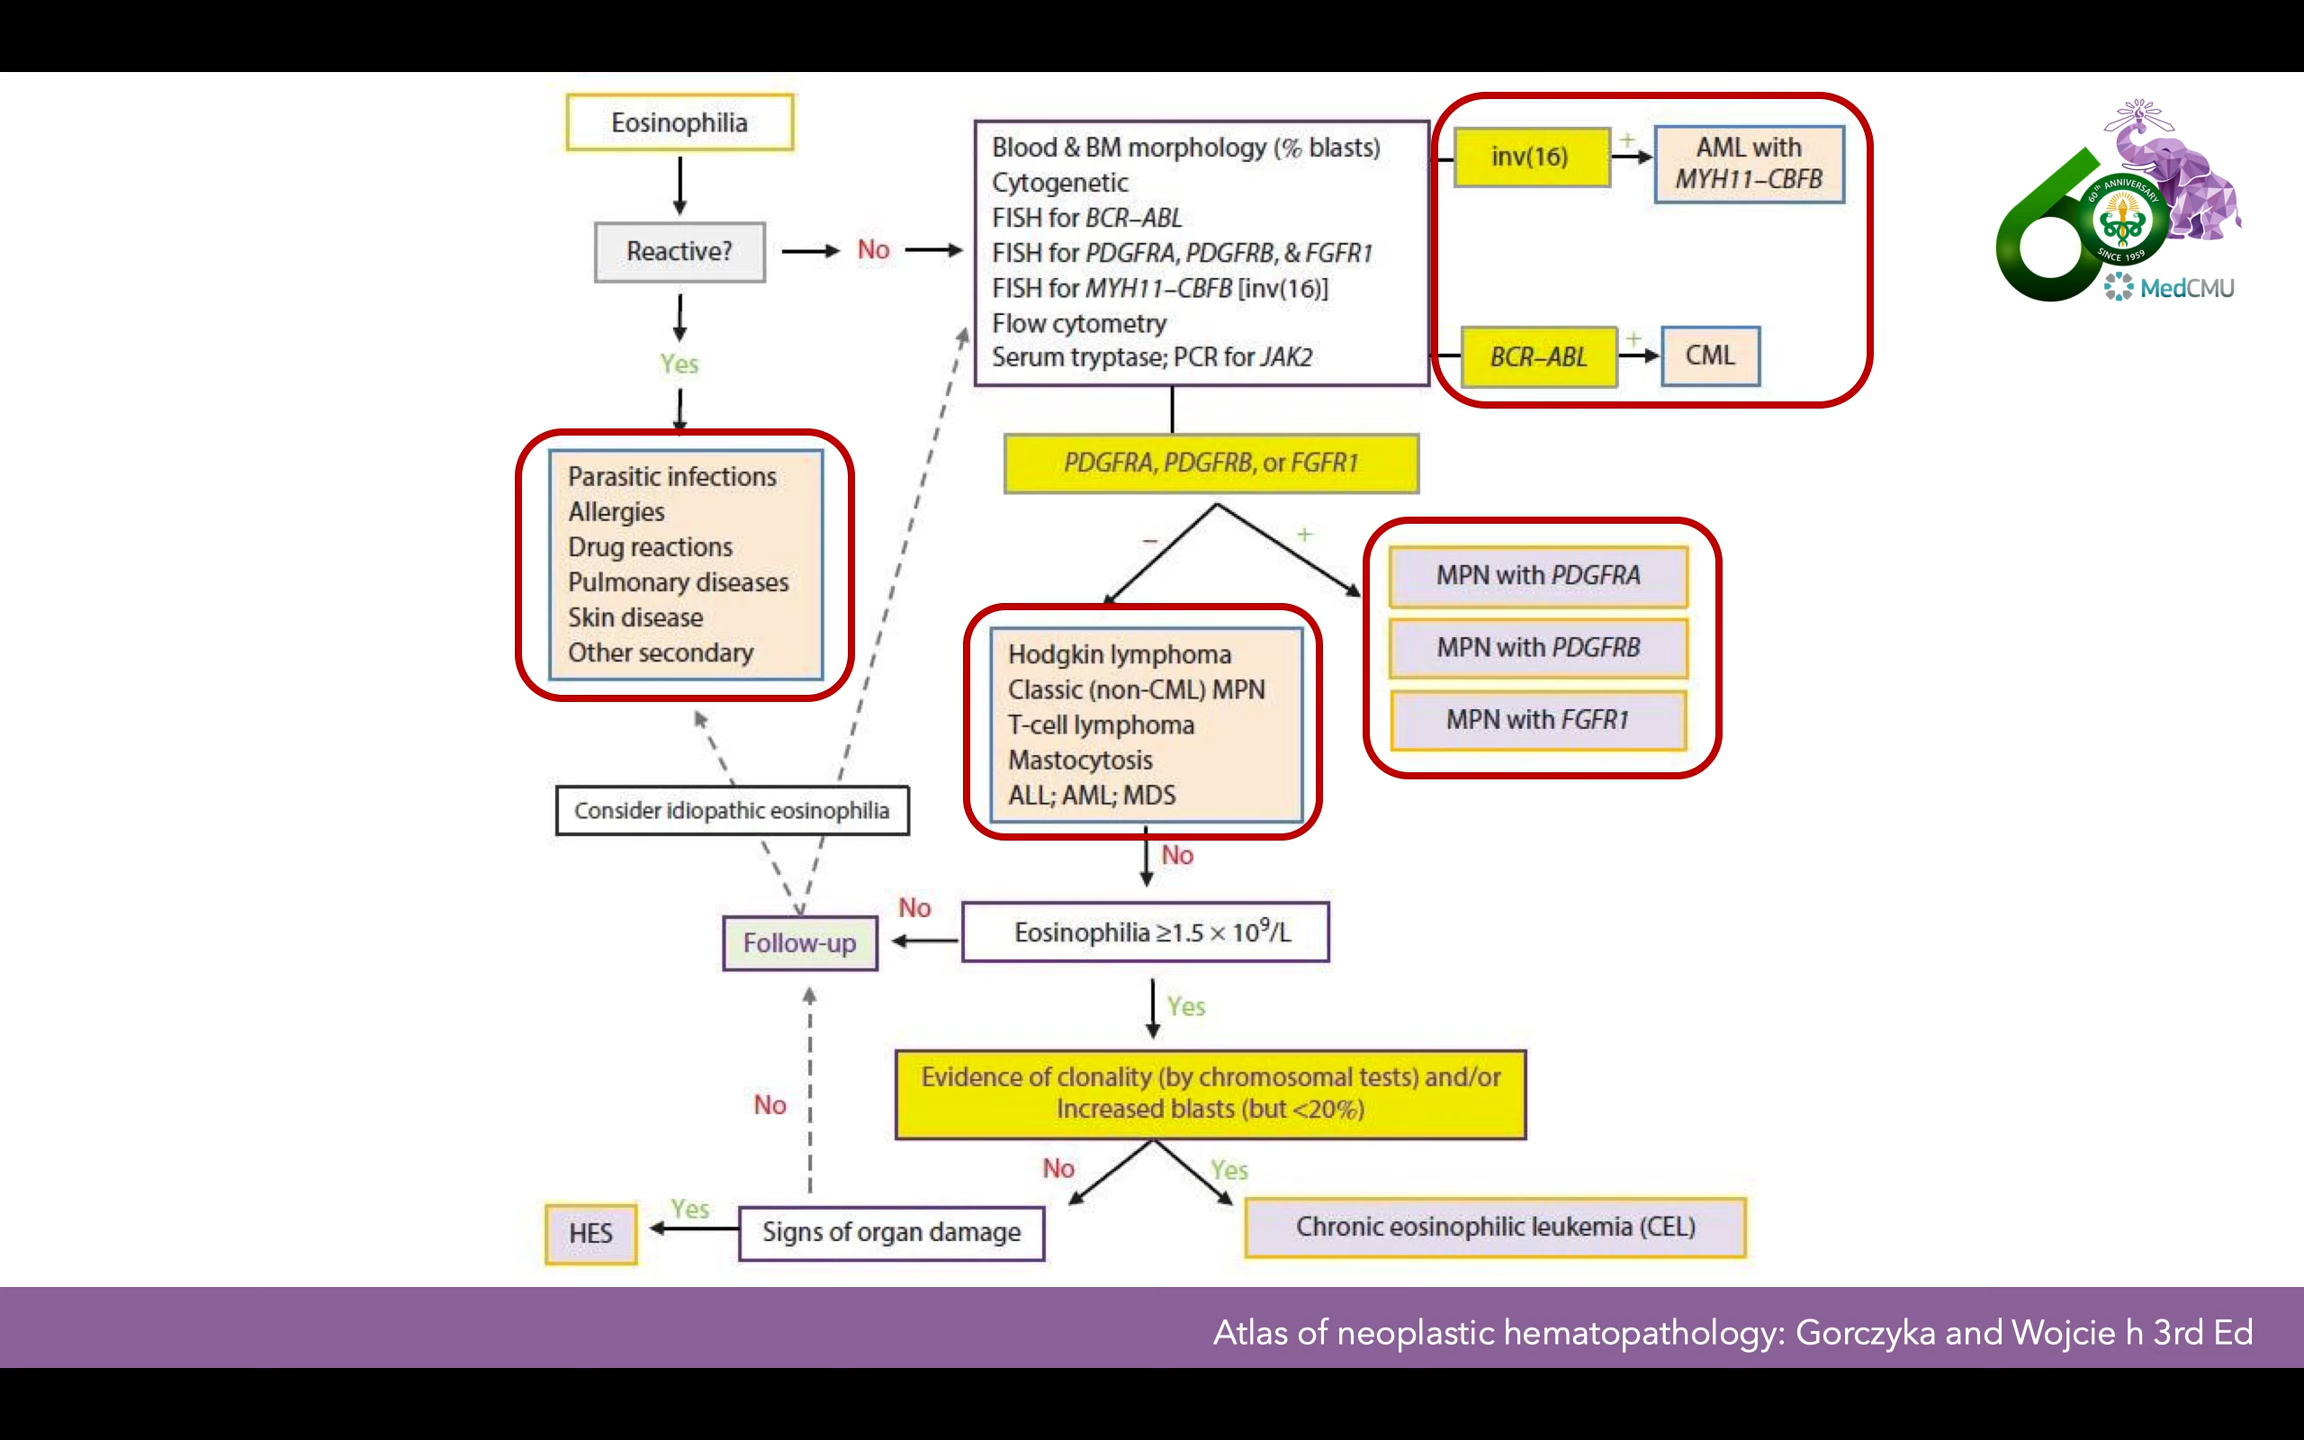 Eosinophilia
Reactive?
No
Yes
Parasitic infections
Allergies
Drug reactions
Pulmonary diseases
Skin disease
Other secondary
Blood & BM morphology (% blasts)
Cytogenetic
FISH for BCR–ABL
FISH for PDGFRA, PDGFRB, & FGFR1
FISH for MYH11–CBFB [inv(16)]
Flow cytometry
Serum tryptase; PCR for JAK2
inv(16)
+
AML with
MYH11–CBFB
BCR–ABL
+
CML
60th ANNIVERSARY
SINCE 1959
MedCMU
PDGFRA, PDGFRB, or FGFR1
–
+
MPN with PDGFRA
MPN with PDGFRB
MPN with FGFR1
Hodgkin lymphoma
Classic (non-CML) MPN
T-cell lymphoma
Mastocytosis
ALL; AML; MDS
No
Consider idiopathic eosinophilia
Follow-up
No
Eosinophilia ≥1.5 × 10⁹/L
Yes
Evidence of clonality (by chromosomal tests) and/or
Increased blasts (but <20%)
No
Yes
No
HES
Yes
Signs of organ damage
Chronic eosinophilic leukemia (CEL)
Atlas of neoplastic hematopathology: Gorczyka and Wojcie h 3rd Ed